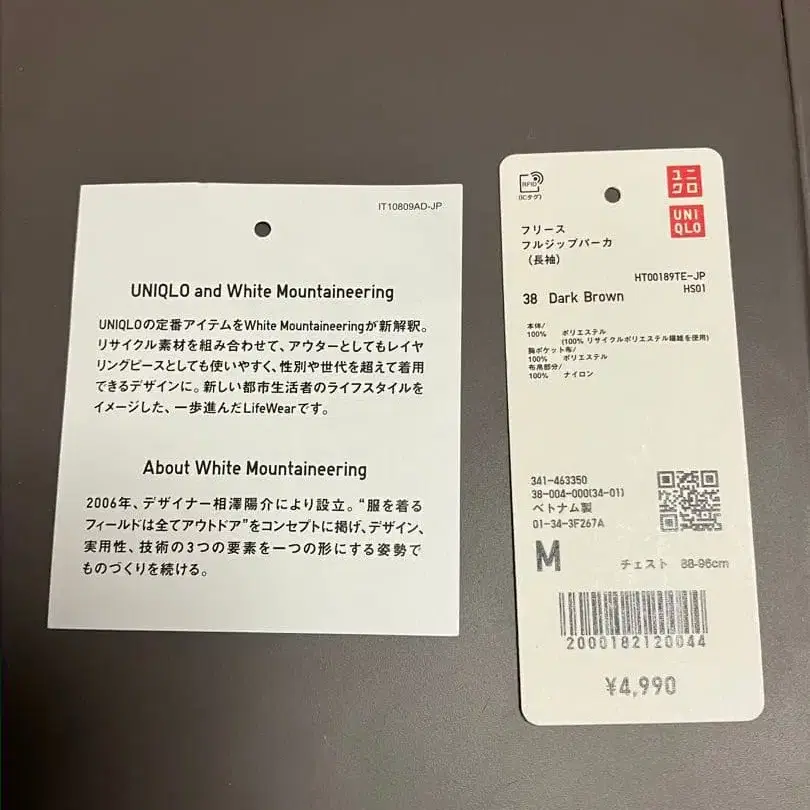 IT10809AD-JP
UNIQLO and White Mountaineering
UNIQLOの定番アイテムをWhite Mountaineeringが新解釈。
リサイクル素材を組み合わせて、アウターとしてもレイヤ
リングピースとしても使いやすく、性別や世代を超えて着用
できるデザインに。新しい都市生活者のライフスタイルを
イメージした、一歩進んだLifeWearです。
About White Mountaineering
2006年、デザイナー相澤陽介により設立。“服を着る
フィールドは全てアウトドア”をコンセプトに掲げ、デザイン、
実用性、技術の3つの要素を一つの形にする姿勢で
ものづくりを続ける。
RFID
(ICタグ)
ユニ
クロ
UNI
QLO
フリース
フルジップパーカ
(長袖)
HT00189TE-JP
HS01
38 Dark Brown
本体/
100% ポリエステル
(100% リサイクルポリエステル繊維を使用)
胸ポケット布/
100% ポリエステル
布帛部分/
100% ナイロン
341-463350
38-004-000(34-01)
ベトナム製
01-34-3F267A
M チェスト 88-96cm
2000182120044
¥4,990